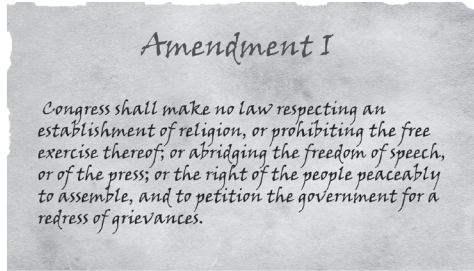 Amendment I
Congress shall make no law respecting an
establishment of religion, or prohibiting the free
exercise thereof; or abridging the freedom of speech,
or of the press; or the right of the people peaceably
to assemble, and to petition the government for a
redress of grievances.